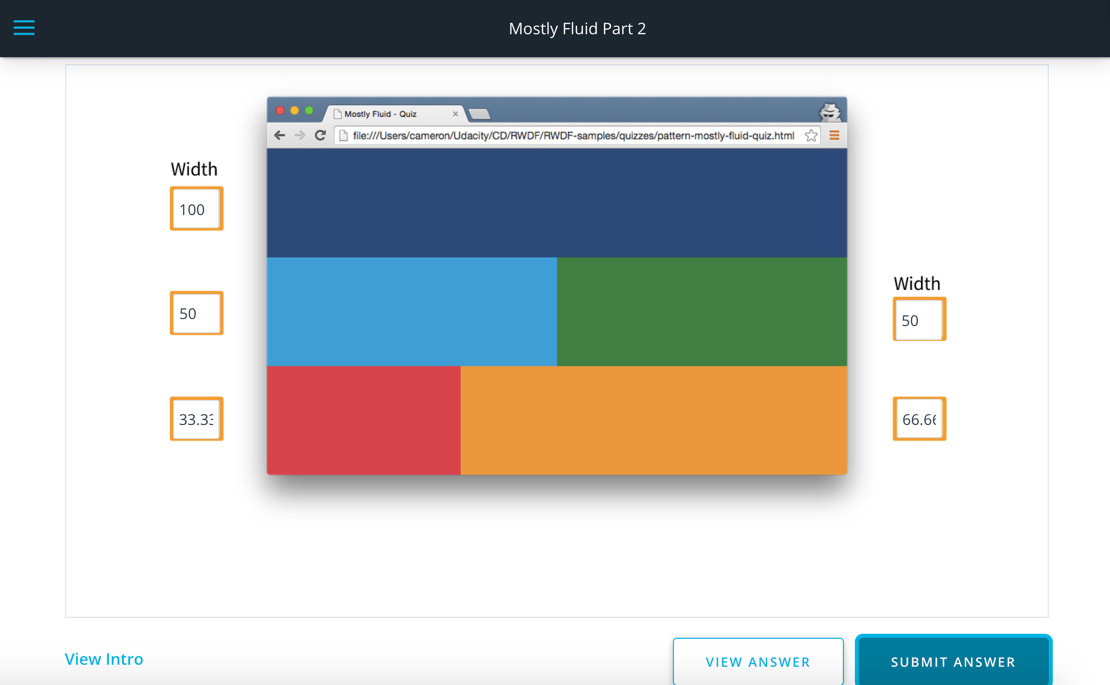 Mostly Fluid Part 2
Mostly Fluid - Quiz
file:///Users/cameron/Udacity/CD/RWDF/RWDF-samples/quizzes/pattern-mostly-fluid-quiz.html
Width
100
Width
50
50
33.33
66.66
View Intro
VIEW ANSWER
SUBMIT ANSWER